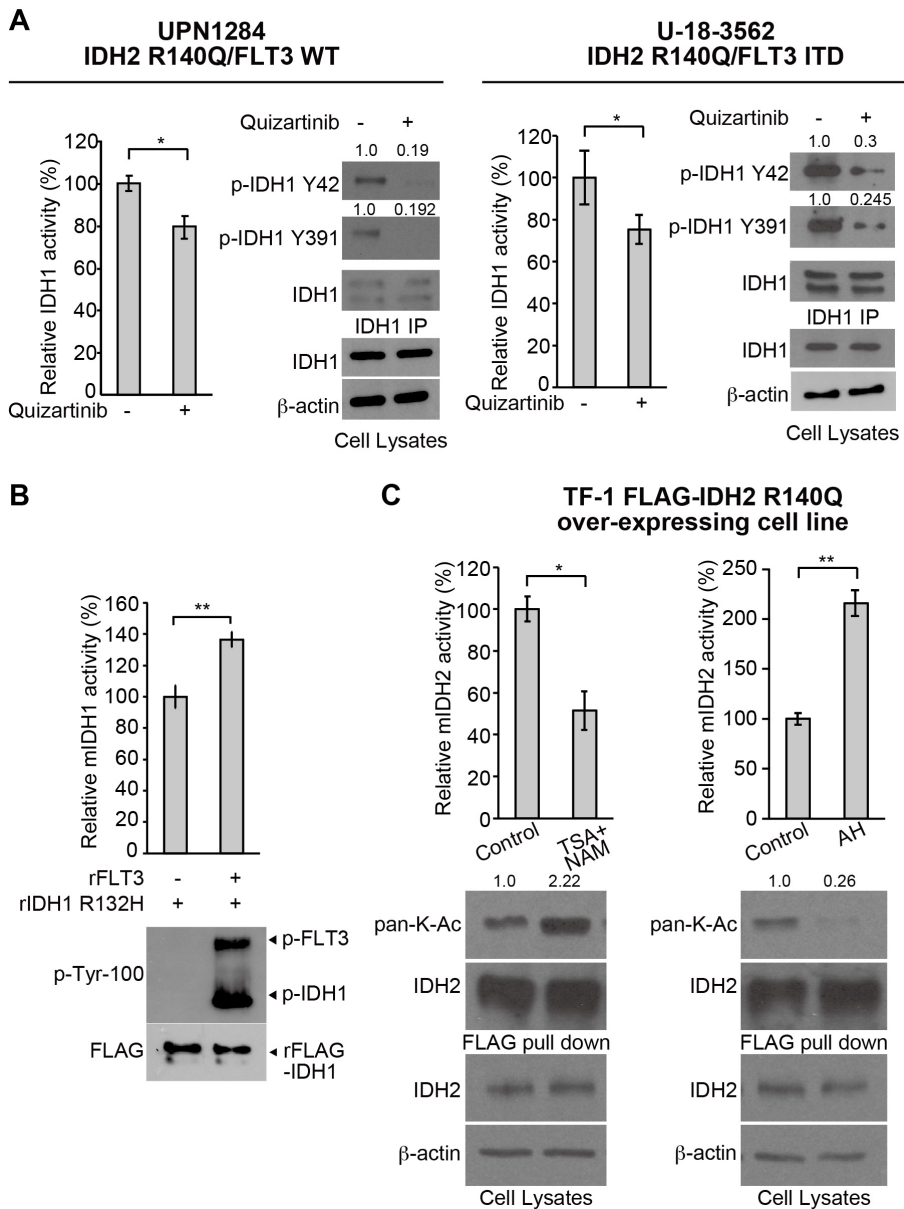 A
UPN1284
IDH2 R140Q/FLT3 WT
Relative IDH1 activity (%)
120
100
80
60
40
20
0
*
Quizartinib - +
Quizartinib - +
1.0 0.19
p-IDH1 Y42
1.0 0.192
p-IDH1 Y391
IDH1
IDH1 IP
IDH1
β-actin
Cell Lysates
U-18-3562
IDH2 R140Q/FLT3 ITD
Relative IDH1 activity (%)
120
100
80
60
40
20
0
*
Quizartinib - +
Quizartinib - +
1.0 0.3
p-IDH1 Y42
1.0 0.245
p-IDH1 Y391
IDH1
IDH1 IP
IDH1
β-actin
Cell Lysates
B
Relative mIDH1 activity (%)
160
140
120
100
80
60
40
20
0
**
rFLT3 - +
rIDH1 R132H + +
p-Tyr-100
p-FLT3
p-IDH1
FLAG
rFLAG
-IDH1
C
TF-1 FLAG-IDH2 R140Q
over-expressing cell line
Relative mIDH2 activity (%)
120
100
80
60
40
20
0
*
Control
TSA+
NAM
1.0 2.22
pan-K-Ac
IDH2
FLAG pull down
IDH2
β-actin
Cell Lysates
Relative mIDH2 activity (%)
250
200
150
100
50
0
**
Control
AH
1.0 0.26
pan-K-Ac
IDH2
FLAG pull down
IDH2
β-actin
Cell Lysates